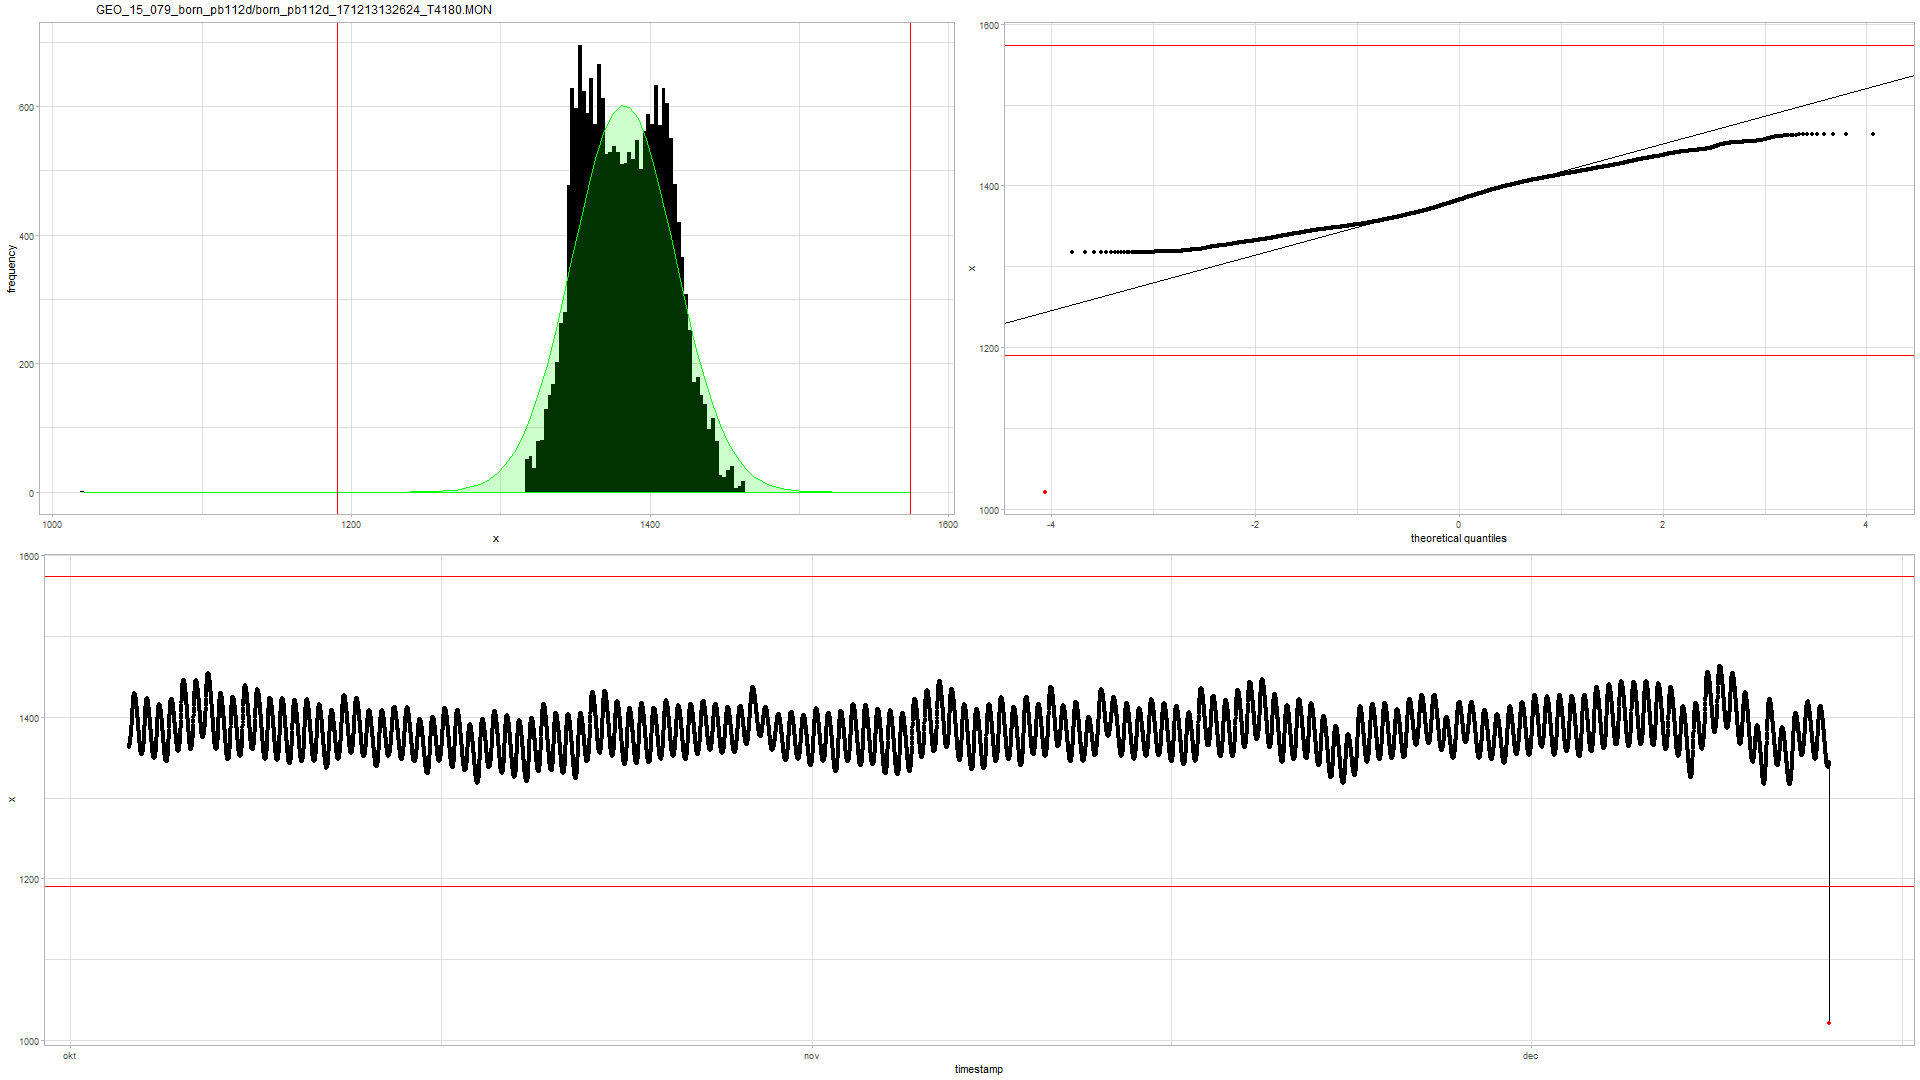 GEO_15_079_born_pb112d/born_pb112d_171213132624_T4180.MON
frequency
600
400
200
0
1000
1200
1400
1600
x
x
1600
1400
1200
1000
-4
-2
0
2
4
theoretical quantiles
x
1600
1400
1200
1000
okt
nov
dec
timestamp